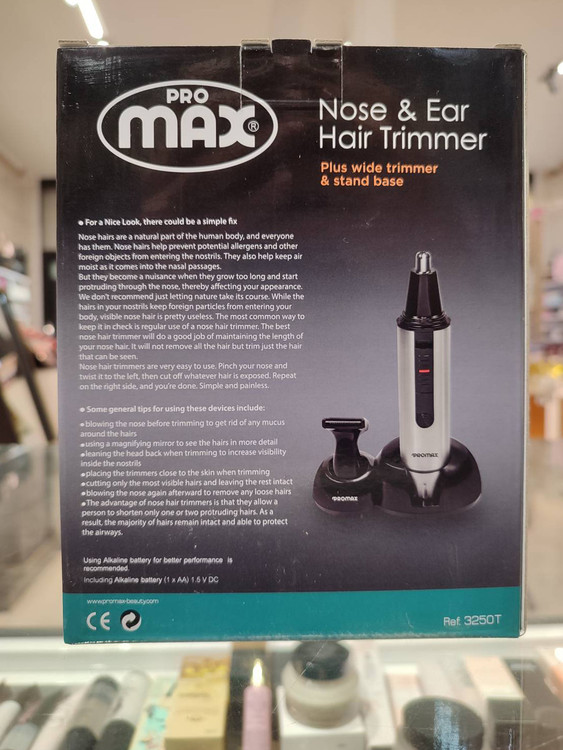 PRO
MAX®
Nose & Ear
Hair Trimmer
Plus wide trimmer
& stand base
For a Nice Look, there could be a simple fix
Nose hairs are a natural part of the human body, and everyone
has them. Nose hairs help prevent potential allergens and other
foreign objects from entering the nostrils. They also help keep air
moist as it comes into the nasal passages.
But they become a nuisance when they grow too long and start
protruding through the nose, thereby affecting your appearance.
We don't recommend just letting nature take its course. While the
hairs in your nostrils keep foreign particles from entering your
body, visible nose hair is pretty useless. The most common way to
keep it in check is regular use of a nose hair trimmer. The best
nose hair trimmer will do a good job of maintaining the length of
your nose hair. It will not remove all the hair but trim just the hair
that can be seen.
Nose hair trimmers are very easy to use. Pinch your nose and
twist it to the left, then cut off whatever hair is exposed. Repeat
on the right side, and you're done. Simple and painless.
Some general tips for using these devices include:
blowing the nose before trimming to get rid of any mucus
around the hairs
using a magnifying mirror to see the hairs in more detail
leaning the head back when trimming to increase visibility
inside the nostrils
placing the trimmers close to the skin when trimming
cutting only the most visible hairs and leaving the rest intact
blowing the nose again afterward to remove any loose hairs
The advantage of nose hair trimmers is that they allow a
person to shorten only one or two protruding hairs. As a
result, the majority of hairs remain intact and able to protect
the airways.
Using Alkaline battery for better performance is
recommended.
Including Alkaline battery (1 x AA) 1.5 V DC
PROMAX
PROMAX
www.promax-beauty.com
CE
Ref. 3250T